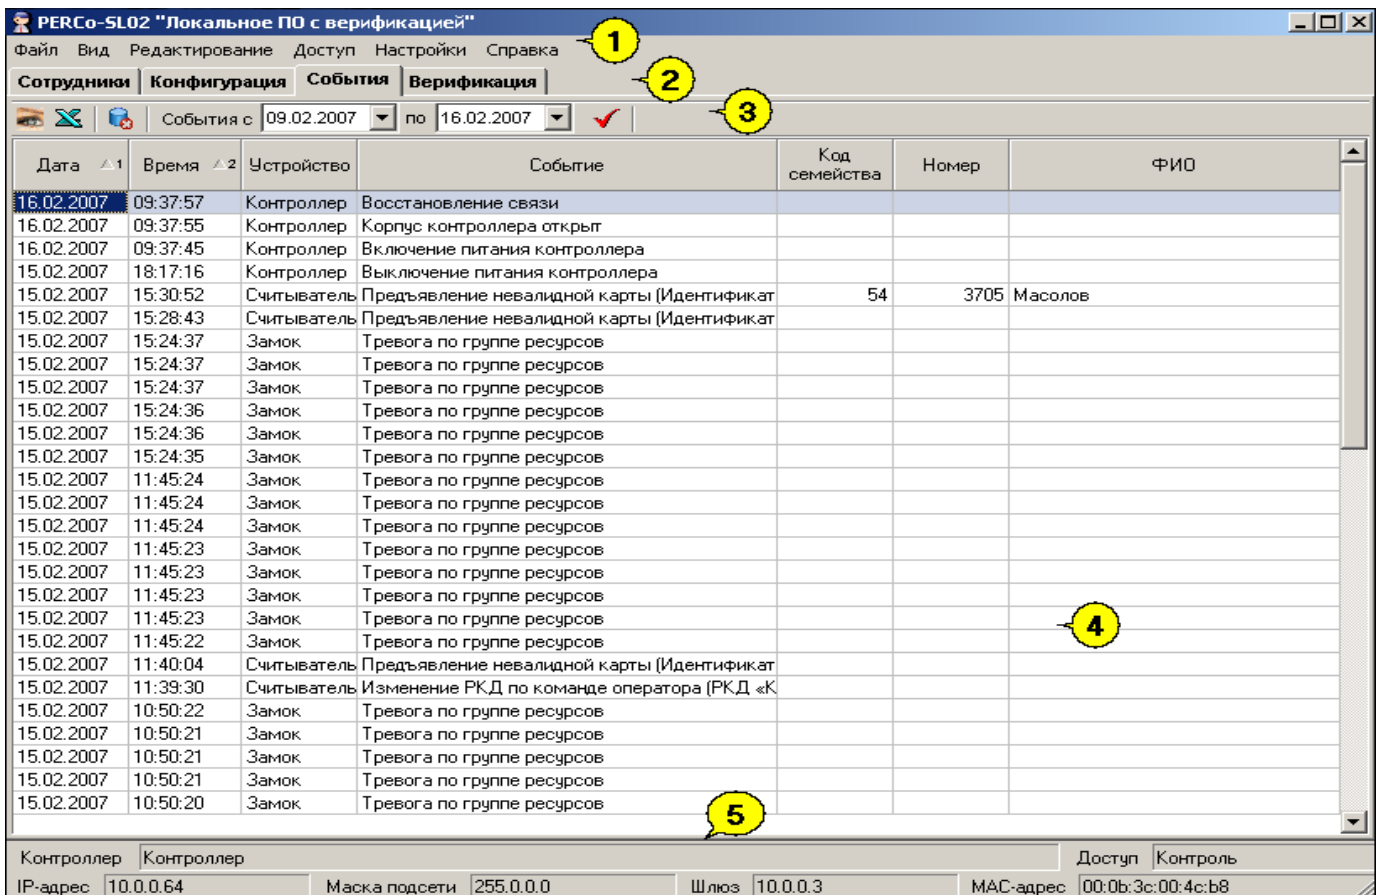 PERCo-SL02 "Локальное ПО с верификацией"
Файл Вид Редактирование Доступ Настройки Справка
1
Сотрудники Конфигурация События Верификация
2
События с 09.02.2007 по 16.02.2007
3
Дата 1 Время 2 Устройство Событие Код семейства Номер ФИО
16.02.2007 09:37:57 Контроллер Восстановление связи
16.02.2007 09:37:55 Контроллер Корпус контроллера открыт
16.02.2007 09:37:45 Контроллер Включение питания контроллера
15.02.2007 18:17:16 Контроллер Выключение питания контроллера
15.02.2007 15:30:52 Считыватель Предъявление невалидной карты (Идентификат 54 3705 Масолов
15.02.2007 15:28:43 Считыватель Предъявление невалидной карты (Идентификат
15.02.2007 15:24:37 Замок Тревога по группе ресурсов
15.02.2007 15:24:37 Замок Тревога по группе ресурсов
15.02.2007 15:24:37 Замок Тревога по группе ресурсов
15.02.2007 15:24:36 Замок Тревога по группе ресурсов
15.02.2007 15:24:36 Замок Тревога по группе ресурсов
15.02.2007 15:24:35 Замок Тревога по группе ресурсов
15.02.2007 11:45:24 Замок Тревога по группе ресурсов
15.02.2007 11:45:24 Замок Тревога по группе ресурсов
15.02.2007 11:45:24 Замок Тревога по группе ресурсов
15.02.2007 11:45:23 Замок Тревога по группе ресурсов
15.02.2007 11:45:23 Замок Тревога по группе ресурсов
15.02.2007 11:45:23 Замок Тревога по группе ресурсов
15.02.2007 11:45:23 Замок Тревога по группе ресурсов
4
15.02.2007 11:45:22 Замок Тревога по группе ресурсов
15.02.2007 11:40:04 Считыватель Предъявление невалидной карты (Идентификат
15.02.2007 11:39:30 Считыватель Изменение РКД по команде оператора (РКД «К
15.02.2007 10:50:22 Замок Тревога по группе ресурсов
15.02.2007 10:50:21 Замок Тревога по группе ресурсов
15.02.2007 10:50:21 Замок Тревога по группе ресурсов
15.02.2007 10:50:21 Замок Тревога по группе ресурсов
15.02.2007 10:50:20 Замок Тревога по группе ресурсов
5
Контроллер Контроллер Доступ Контроль
IP-адрес 10.0.0.64 Маска подсети 255.0.0.0 Шлюз 10.0.0.3 MAC-адрес 00:0b:3c:00:4c:b8